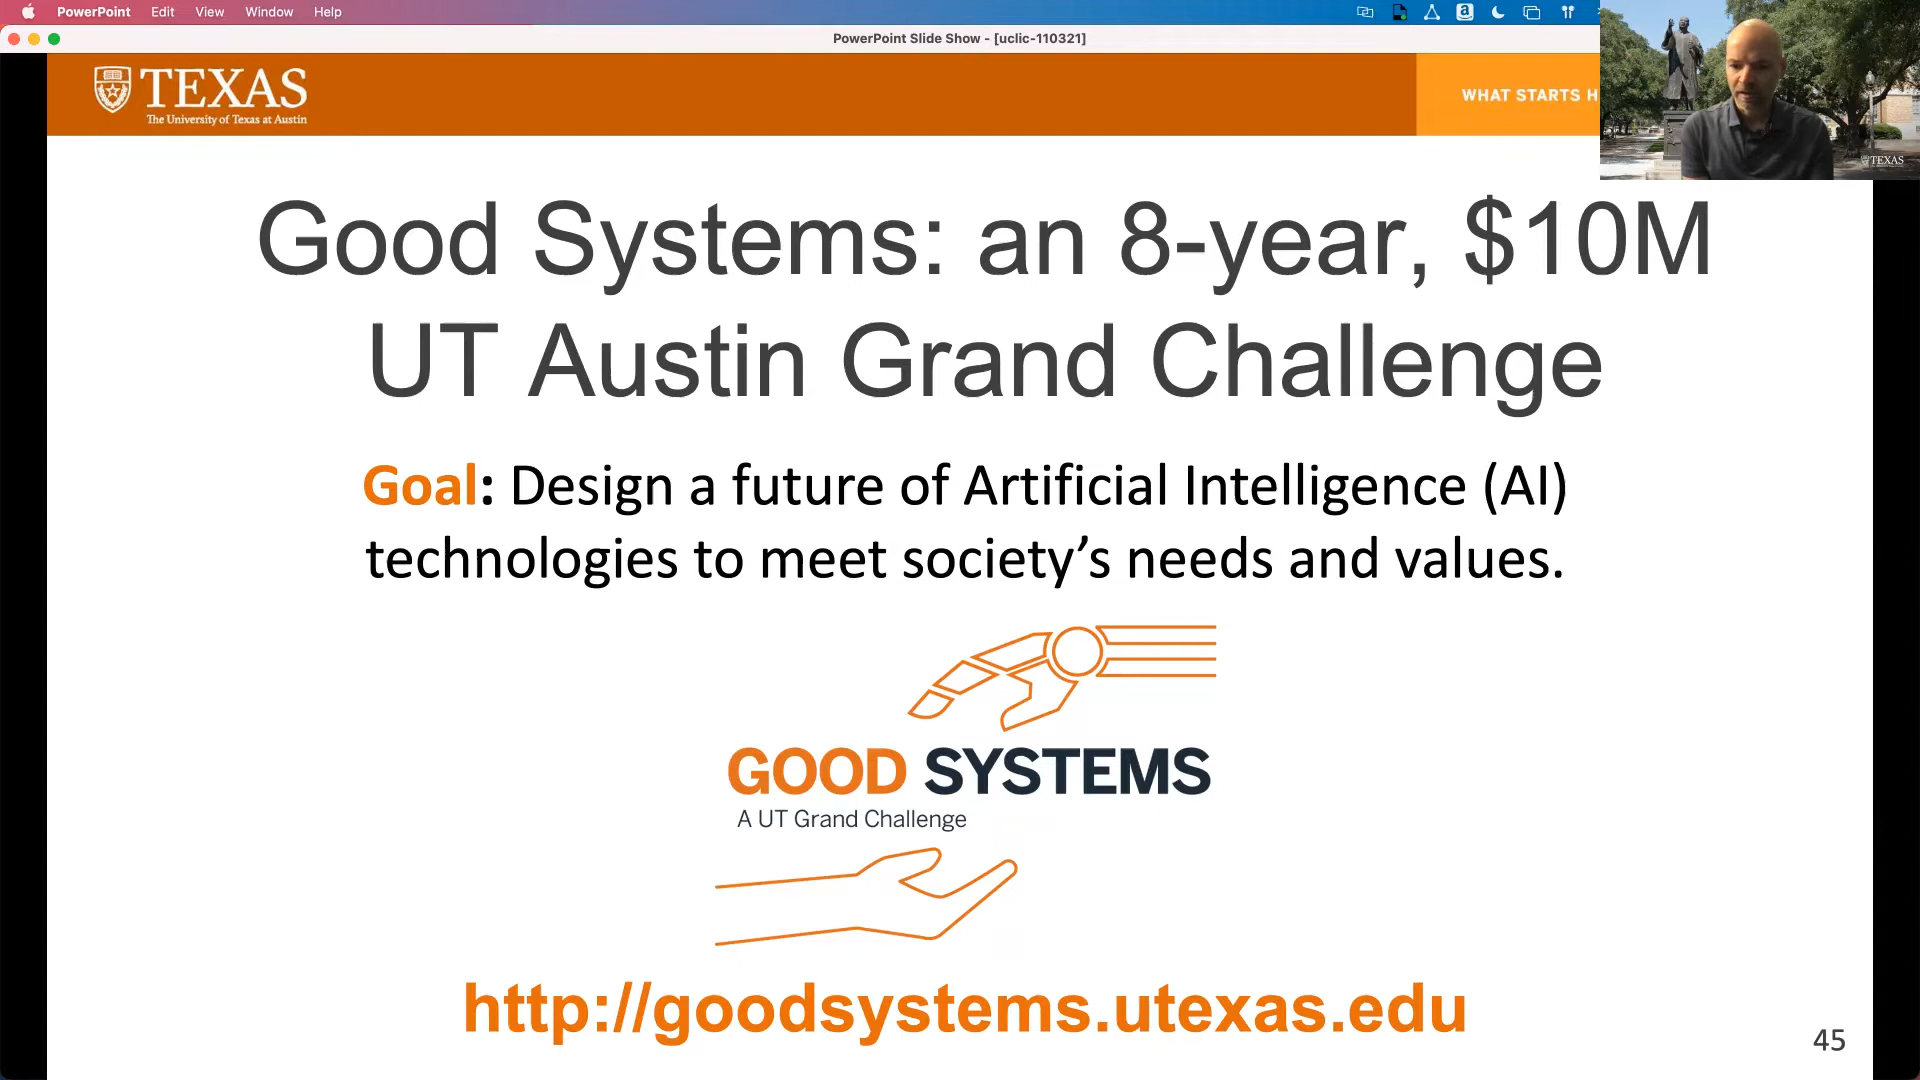 PowerPoint Edit View Window Help
PowerPoint Slide Show - [uclic-110321]
TEXAS
The University of Texas at Austin
WHAT STARTS H
TEXAS
Good Systems: an 8-year, $10M
UT Austin Grand Challenge
Goal: Design a future of Artificial Intelligence (AI)
technologies to meet society’s needs and values.
GOOD SYSTEMS
A UT Grand Challenge
http://goodsystems.utexas.edu
45